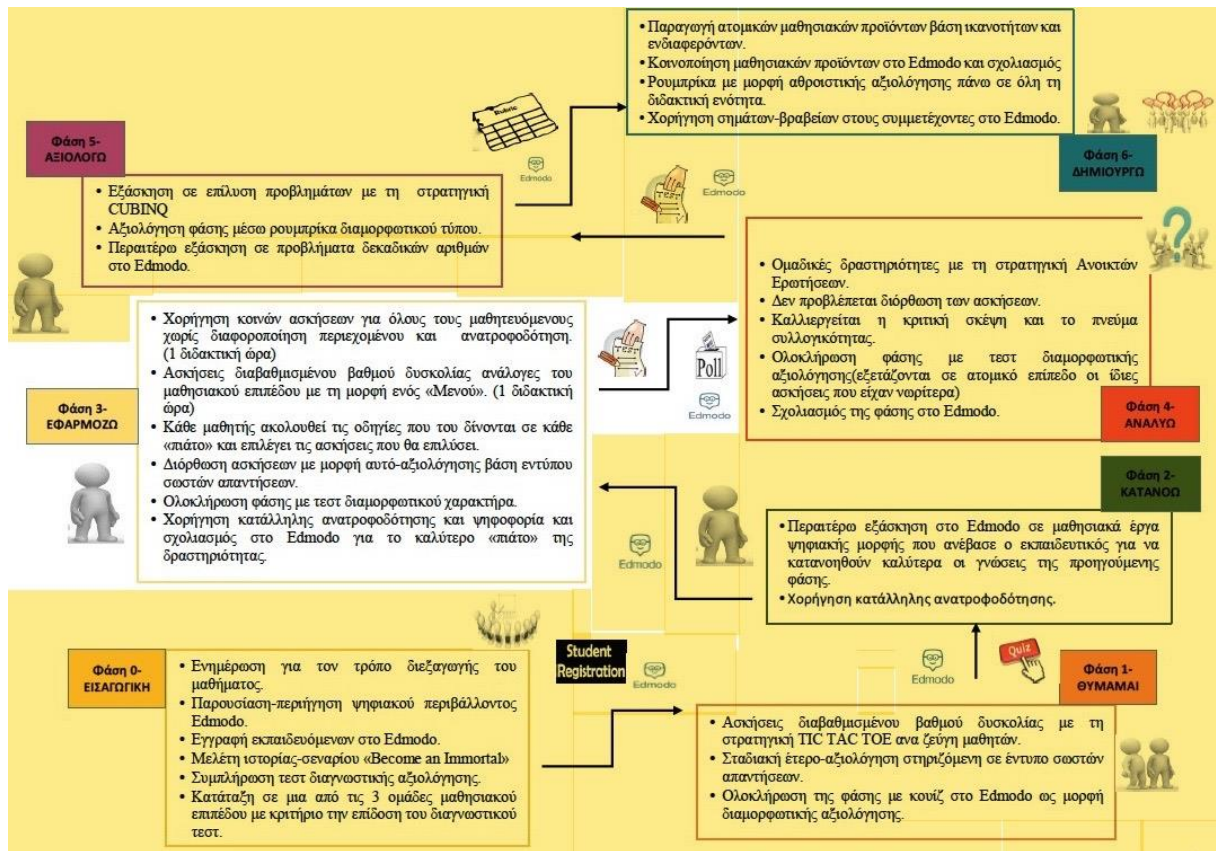 • Παραγωγή ατομικών μαθησιακών προϊόντων βάση ικανοτήτων και
ενδιαφερόντων.
• Κοινοποίηση μαθησιακών προϊόντων στο Edmodo και σχολιασμός
• Ρουμπρίκα με μορφή αθροιστικής αξιολόγησης πάνω σε όλη τη
διδακτική ενότητα.
• Χορήγηση σημάτων-βραβείων στους συμμετέχοντες στο Edmodo.
Rubric
Edmodo
Φάση 6-
ΔΗΜΙΟΥΡΓΩ
Φάση 5-
ΑΞΙΟΛΟΓΩ
• Εξάσκηση σε επίλυση προβλημάτων με τη στρατηγική
CUBINQ
• Αξιολόγηση φάσης μέσω ρουμπρίκα διαμορφωτικού τύπου.
• Περαιτέρω εξάσκηση σε προβλήματα δεκαδικών αριθμών
στο Edmodo.
Edmodo
• Ομαδικές δραστηριότητες με τη στρατηγική Ανοικτών
Ερωτήσεων.
• Δεν προβλέπεται διόρθωση των ασκήσεων.
• Καλλιεργείται η κριτική σκέψη και το πνεύμα
συλλογικότητας.
• Ολοκλήρωση φάσης με τεστ διαμορφωτικής
αξιολόγησης(εξετάζονται σε ατομικό επίπεδο οι ίδιες
ασκήσεις που είχαν νωρίτερα)
• Σχολιασμός της φάσης στο Edmodo.
Φάση 4-
ΑΝΑΛΥΩ
Poll
Edmodo
Φάση 3-
ΕΦΑΡΜΟΖΩ
• Χορήγηση κοινών ασκήσεων για όλους τους μαθητευόμενους
χωρίς διαφοροποίηση περιεχομένου και ανατροφοδότηση.
(1 διδακτική ώρα)
• Ασκήσεις διαβαθμισμένου βαθμού δυσκολίας ανάλογες του
μαθησιακού επιπέδου με τη μορφή ενός «Μενού». (1 διδακτική
ώρα)
• Κάθε μαθητής ακολουθεί τις οδηγίες που του δίνονται σε κάθε
«πιάτο» και επιλέγει τις ασκήσεις που θα επιλύσει.
• Διόρθωση ασκήσεων με μορφή αυτό-αξιολόγησης βάση εντύπου
σωστών απαντήσεων.
• Ολοκλήρωση φάσης με τεστ διαμορφωτικού χαρακτήρα.
• Χορήγηση κατάλληλης ανατροφοδότησης και ψηφοφορία και
σχολιασμός στο Edmodo για το καλύτερο «πιάτο» της
δραστηριότητας.
Φάση 2-
ΚΑΤΑΝΟΩ
• Περαιτέρω εξάσκηση στο Edmodo σε μαθησιακά έργα
ψηφιακής μορφής που ανέβασε ο εκπαιδευτικός για να
κατανοηθούν καλύτερα οι γνώσεις της προηγούμενης
φάσης.
• Χορήγηση κατάλληλης ανατροφοδότησης.
Edmodo
Φάση 0-
ΕΙΣΑΓΩΓΙΚΗ
• Ενημέρωση για τον τρόπο διεξαγωγής του
μαθήματος.
• Παρουσίαση-περιήγηση ψηφιακού περιβάλλοντος
Edmodo.
• Εγγραφή εκπαιδευόμενων στο Edmodo.
• Μελέτη ιστορίας-σεναρίου «Become an Immortal»
• Συμπλήρωση τεστ διαγνωστικής αξιολόγησης.
• Κατάταξη σε μια από τις 3 ομάδες μαθησιακού
επιπέδου με κριτήριο την επίδοση του διαγνωστικού
τεστ.
Student
Registration
Edmodo
Edmodo
Quiz
Φάση 1-
ΘΥΜΑΜΑΙ
• Ασκήσεις διαβαθμισμένου βαθμού δυσκολίας με τη
στρατηγική TIC TAC TOE ανα ζεύγη μαθητών.
• Σταδιακή έτερο-αξιολόγηση στηριζόμενη σε έντυπο σωστών
απαντήσεων.
• Ολοκλήρωση της φάσης με κουίζ στο Edmodo ως μορφή
διαμορφωτικής αξιολόγησης.